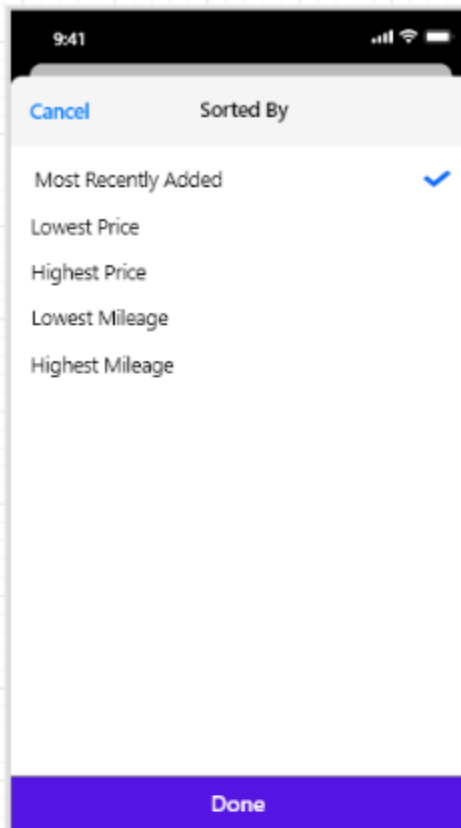 9:41
Cancel Sorted By
Most Recently Added
Lowest Price
Highest Price
Lowest Mileage
Highest Mileage
Done